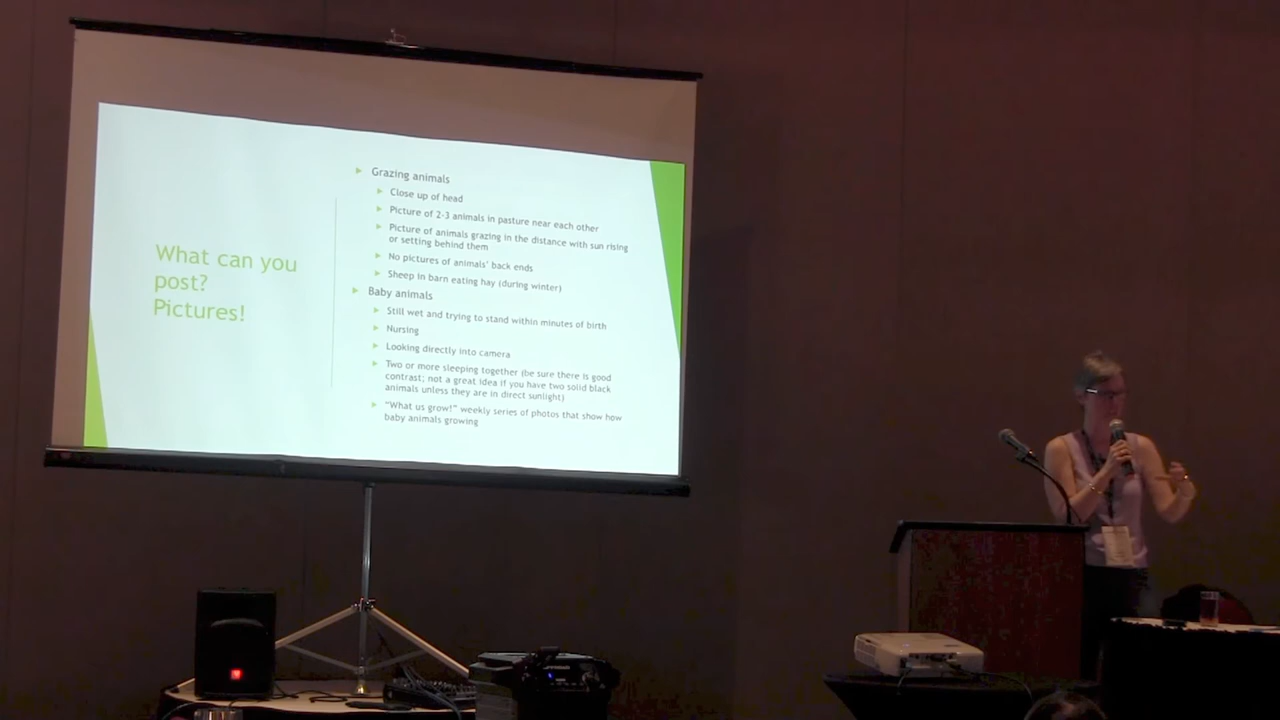 What can you
post?
Pictures!
Grazing animals
Close up of head
Picture of 2-3 animals in pasture near each other
Picture of animals grazing in the distance with sun rising
or setting behind them
No pictures of animals' back ends
Sheep in barn eating hay (during winter)
Baby animals
Still wet and trying to stand within minutes of birth
Nursing
Looking directly into camera
Two or more sleeping together (be sure there is good
contrast; not a great idea if you have two solid black
animals unless they are in direct sunlight)
"What us grow!" weekly series of photos that show how
baby animals growing